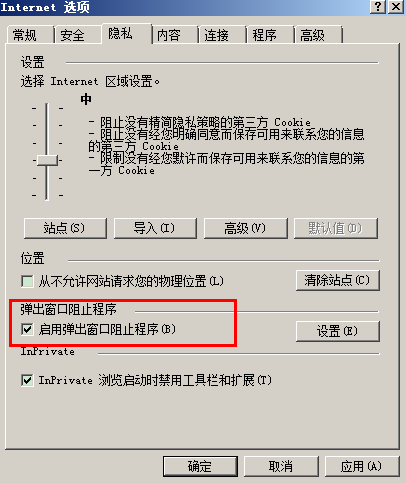 Internet 选项
常规 安全 隐私 内容 连接 程序 高级
设置
选择 Internet 区域设置。
中
- 阻止没有精简隐私策略的第三方 Cookie
- 阻止没有经您明确同意而保存可用来联系您的信息
的第三方 Cookie
- 限制没有经您默许而保存可用来联系您的信息的第
一方 Cookie
站点(S) 导入(I) 高级(V) 默认值(D)
位置
从不允许网站请求您的物理位置(L) 清除站点(C)
弹出窗口阻止程序
启用弹出窗口阻止程序(B) 设置(E)
InPrivate
InPrivate 浏览启动时禁用工具栏和扩展(T)
确定 取消 应用(A)